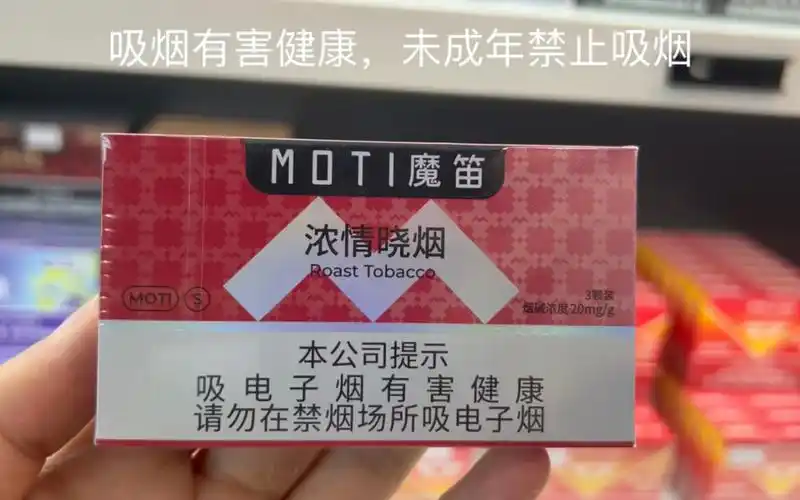 吸烟有害健康，未成年禁止吸烟
MOTI魔笛
浓情晓烟
Roast Tobacco
MOTI S
3颗装
烟碱浓度20mg/g
本公司提示
吸电子烟有害健康
请勿在禁烟场所吸电子烟